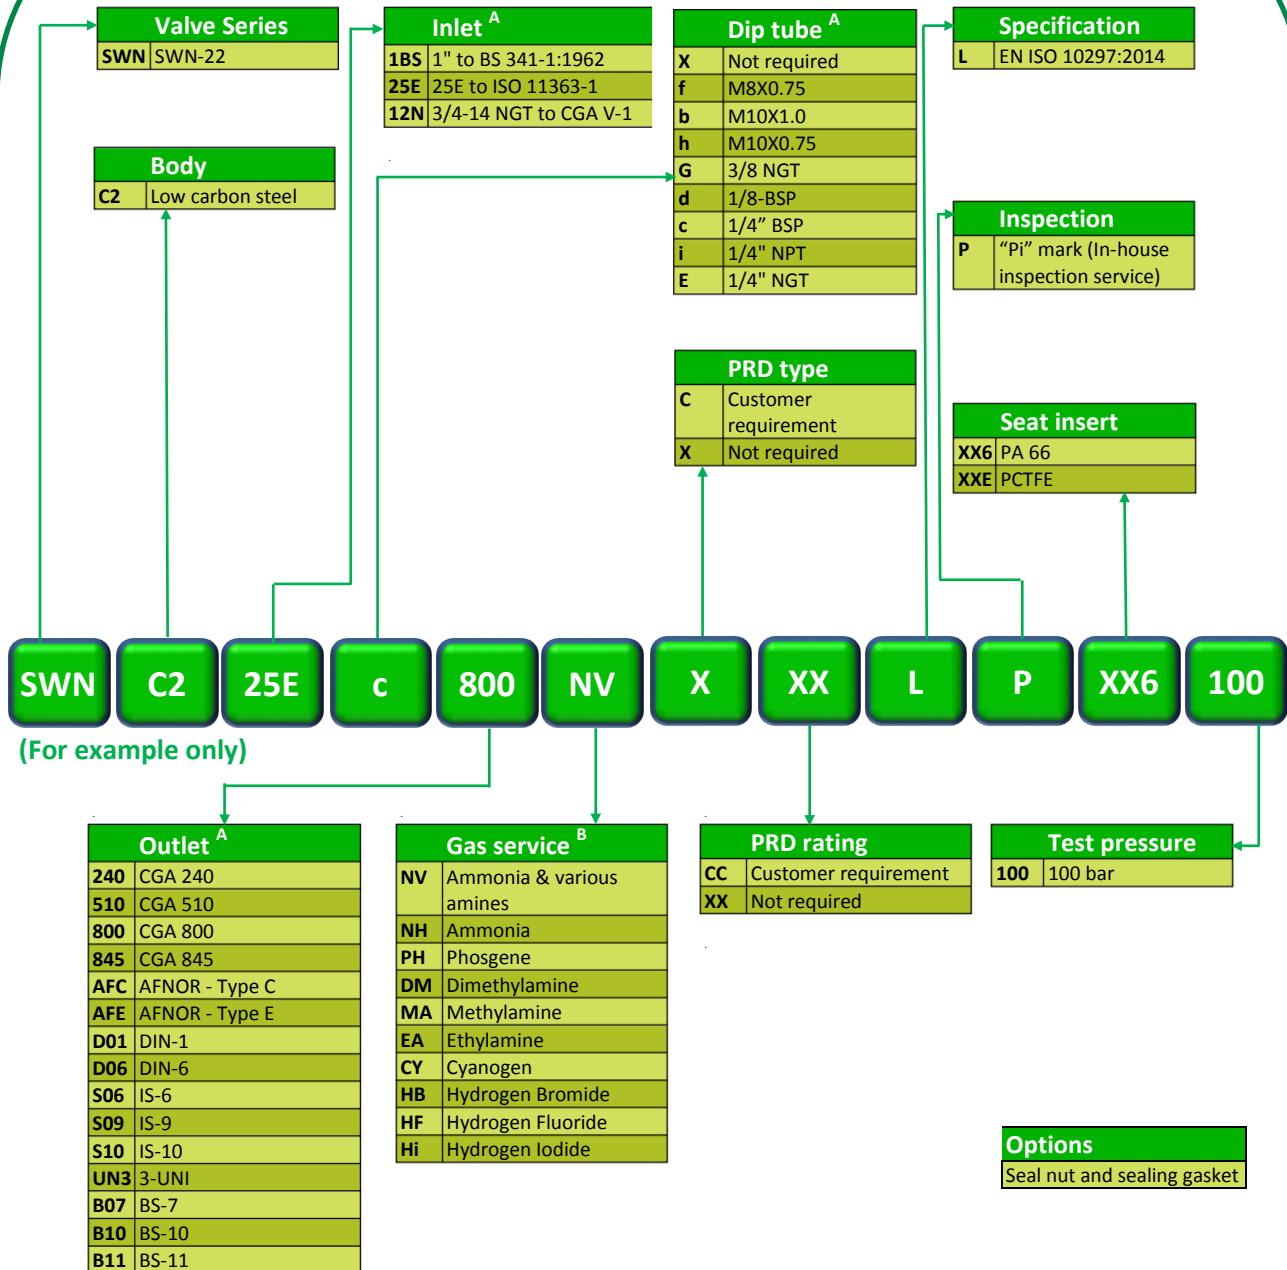 Valve Series
SWN SWN-22
Inlet A
1BS 1" to BS 341-1:1962
25E 25E to ISO 11363-1
12N 3/4-14 NGT to CGA V-1
Dip tube A
X Not required
f M8X0.75
b M10X1.0
h M10X0.75
G 3/8 NGT
d 1/8-BSP
c 1/4” BSP
i 1/4" NPT
E 1/4" NGT
Specification
L EN ISO 10297:2014
Body
C2 Low carbon steel
Inspection
P “Pi” mark (In-house
inspection service)
PRD type
C Customer
requirement
X Not required
Seat insert
XX6 PA 66
XXE PCTFE
SWN C2 25E c 800 NV X XX L P XX6 100
(For example only)
Outlet A
240 CGA 240
510 CGA 510
800 CGA 800
845 CGA 845
AFC AFNOR - Type C
AFE AFNOR - Type E
D01 DIN-1
D06 DIN-6
S06 IS-6
S09 IS-9
S10 IS-10
UN3 3-UNI
B07 BS-7
B10 BS-10
B11 BS-11
Gas service B
NV Ammonia & various
amines
NH Ammonia
PH Phosgene
DM Dimethylamine
MA Methylamine
EA Ethylamine
CY Cyanogen
HB Hydrogen Bromide
HF Hydrogen Fluoride
Hi Hydrogen Iodide
PRD rating
CC Customer requirement
XX Not required
Test pressure
100 100 bar
Options
Seal nut and sealing gasket